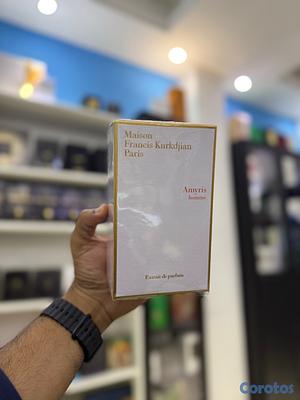 Maison
Francis Kurkdjian
Paris
Amyris
homme
Extrait de parfum
Corotos